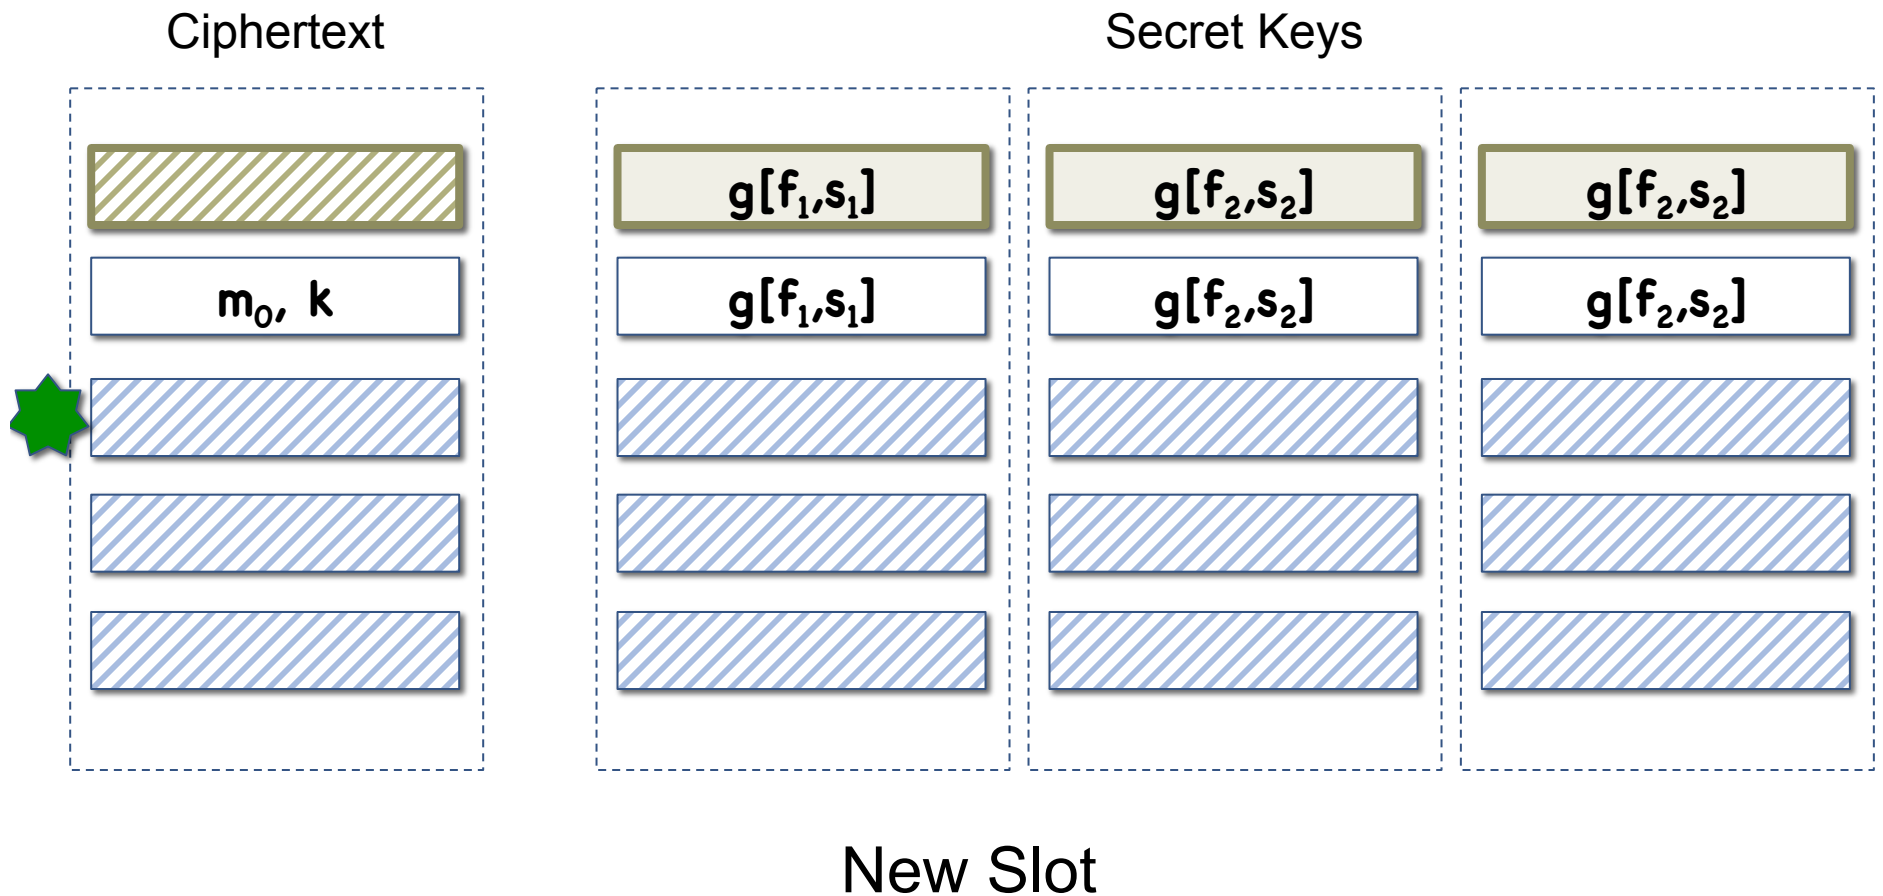 Ciphertext Secret Keys
g[f₁,s₁] g[f₂,s₂] g[f₂,s₂]
m₀, k g[f₁,s₁] g[f₂,s₂] g[f₂,s₂]
New Slot